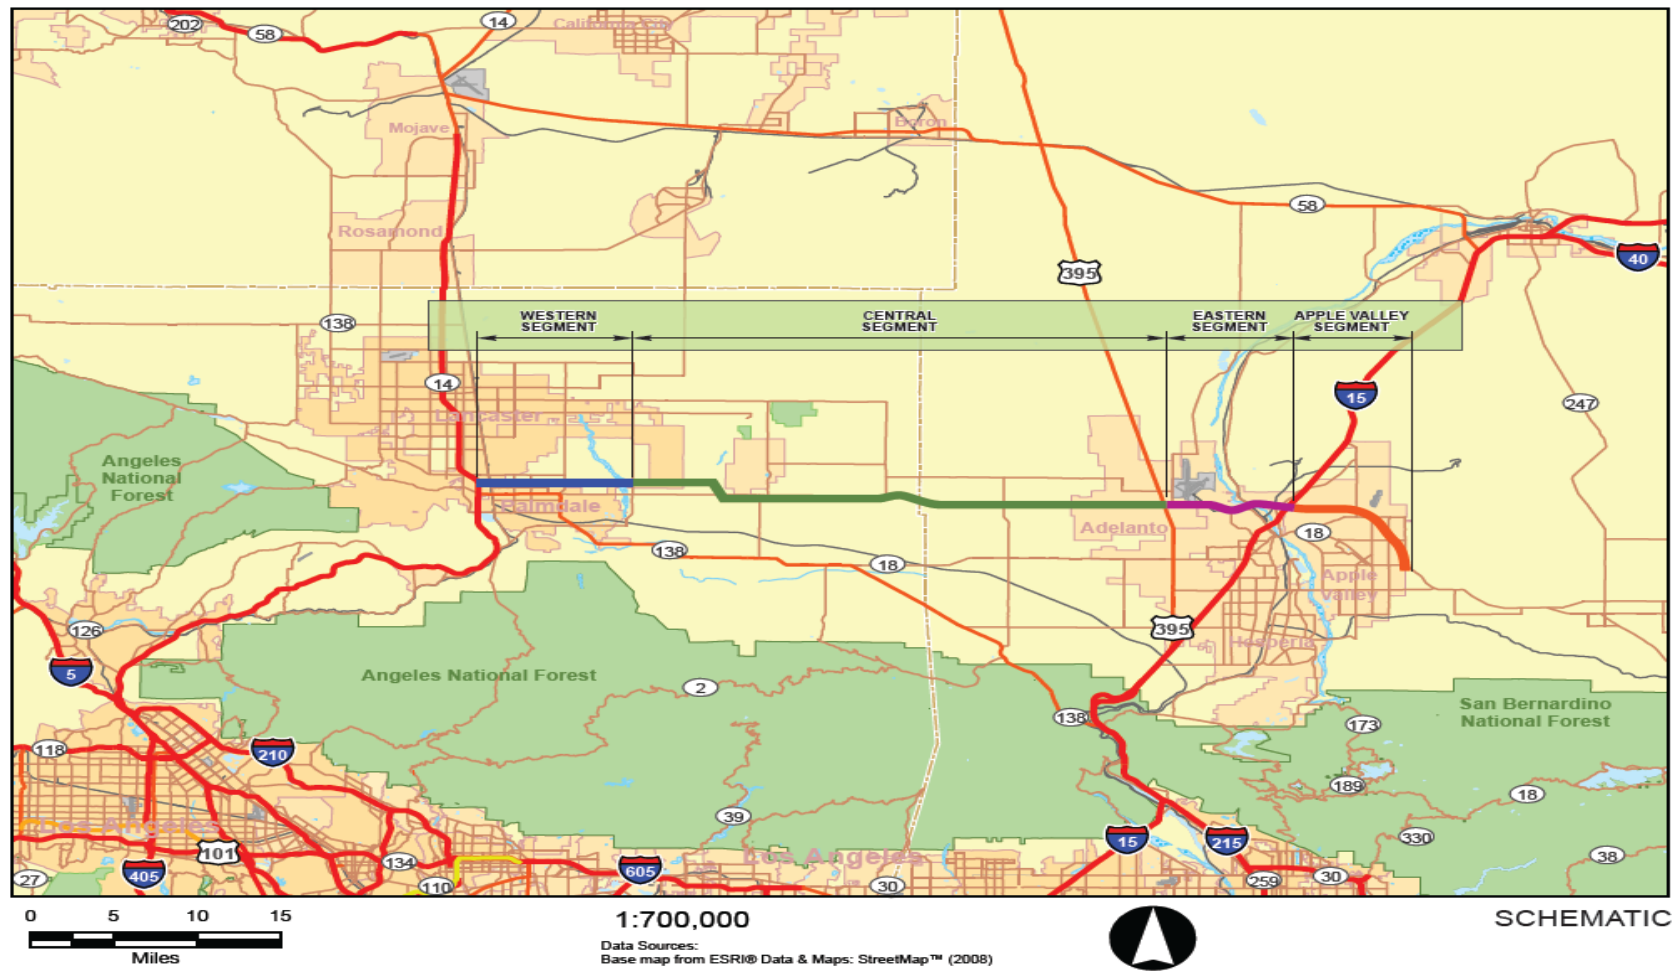 202
58
14
California City
Mojave
Boron
Rosamond
58
395
40
WESTERN
SEGMENT
CENTRAL
SEGMENT
EASTERN
SEGMENT
APPLE VALLEY
SEGMENT
138
14
15
247
Lancaster
Angeles
National
Forest
Palmdale
Adelanto
18
138
18
Apple
Valley
126
395
Hesperia
5
Angeles National Forest
2
San Bernardino
National Forest
138
173
118
210
189
18
39
Los Angeles
330
15
215
101
Los Angeles
38
134
405
605
27
110
30
259
30
0 5 10 15
Miles
1:700,000
Data Sources:
Base map from ESRI® Data & Maps: StreetMap™ (2008)
SCHEMATIC